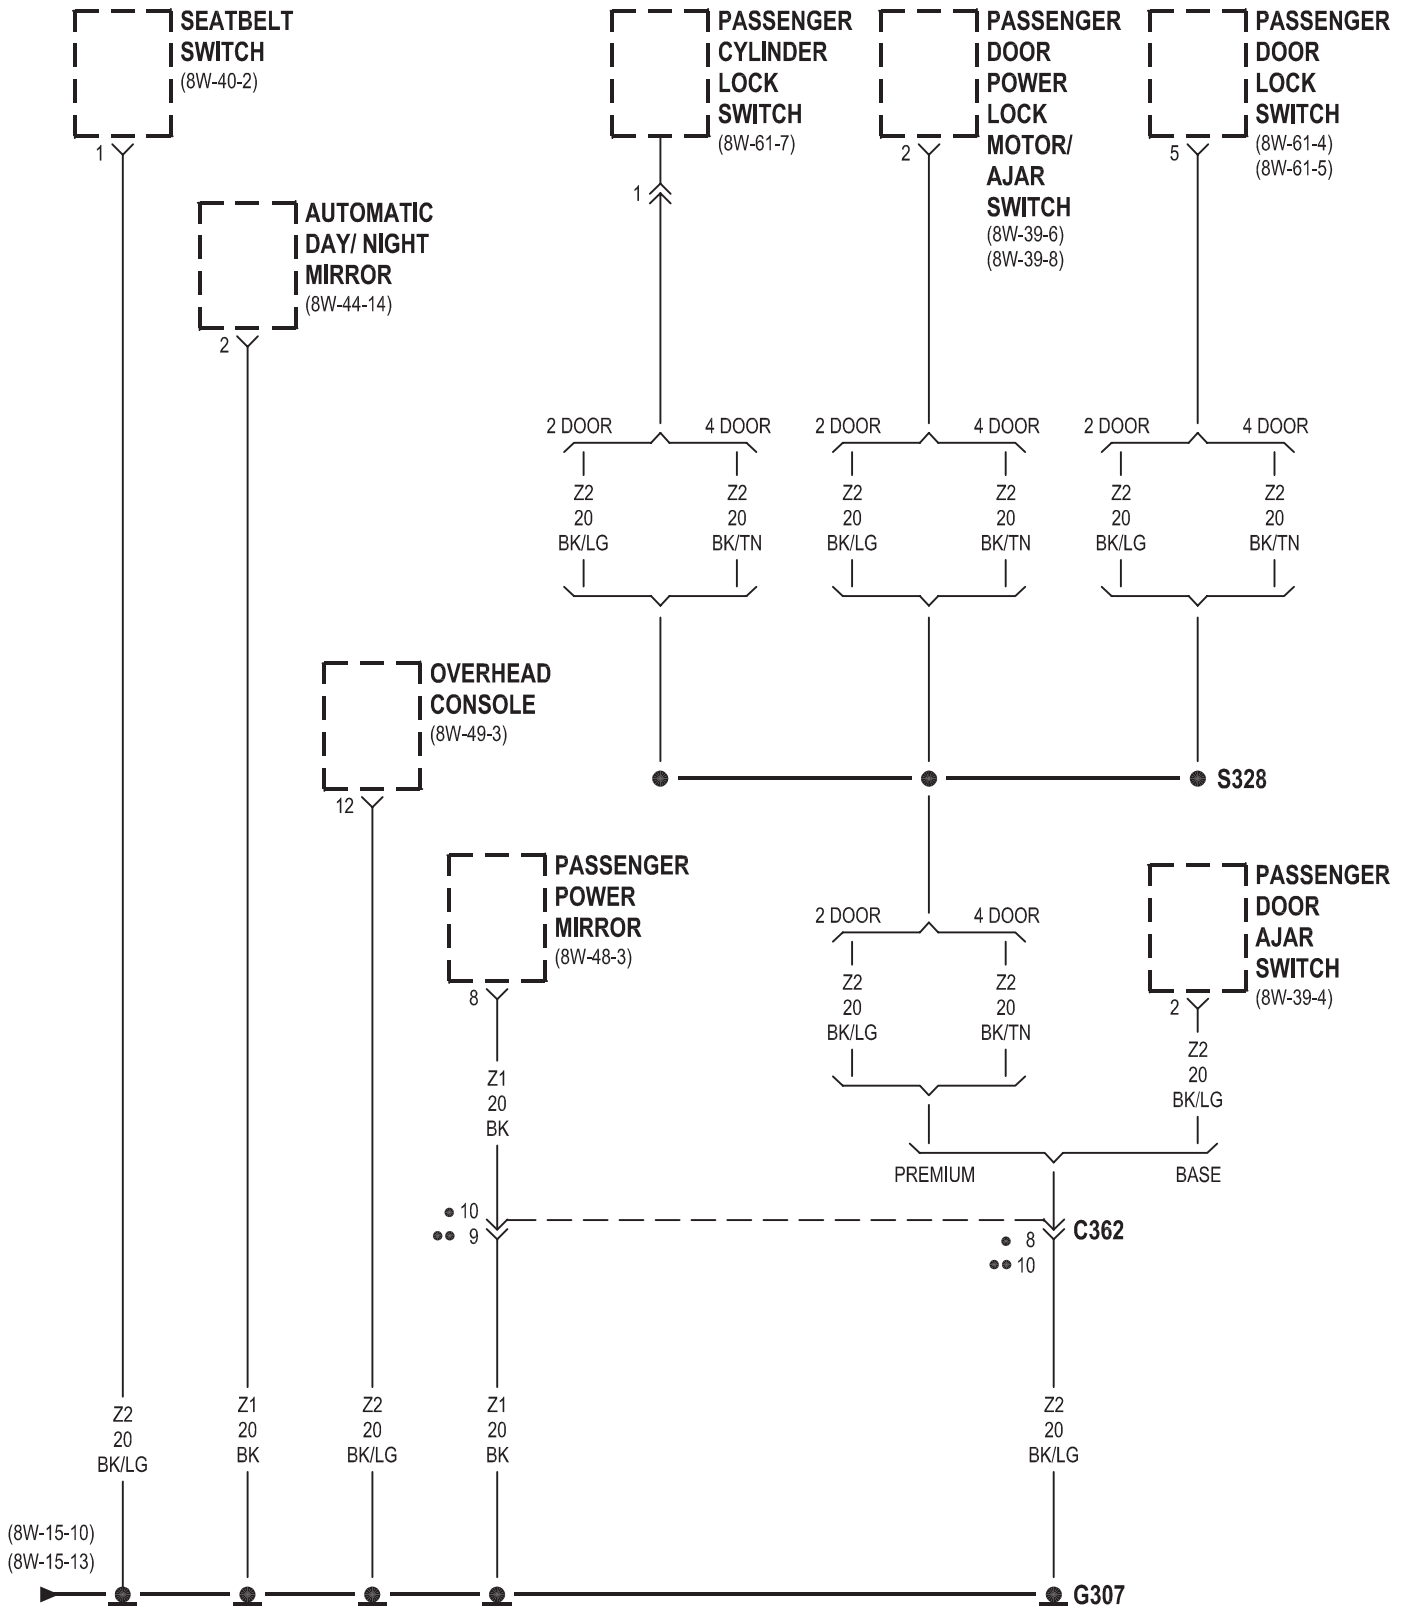 SEATBELT
SWITCH
(8W-40-2)
1
AUTOMATIC
DAY/ NIGHT
MIRROR
(8W-44-14)
2
PASSENGER
CYLINDER
LOCK
SWITCH
(8W-61-7)
1
PASSENGER
DOOR
POWER
LOCK
MOTOR/
AJAR
SWITCH
(8W-39-6)
(8W-39-8)
2
PASSENGER
DOOR
LOCK
SWITCH
(8W-61-4)
(8W-61-5)
5
2 DOOR
4 DOOR
2 DOOR
4 DOOR
2 DOOR
4 DOOR
Z2
20
BK/LG
Z2
20
BK/TN
Z2
20
BK/LG
Z2
20
BK/TN
Z2
20
BK/LG
Z2
20
BK/TN
OVERHEAD
CONSOLE
(8W-49-3)
12
S328
PASSENGER
POWER
MIRROR
(8W-48-3)
8
2 DOOR
4 DOOR
Z2
20
BK/LG
Z2
20
BK/TN
PASSENGER
DOOR
AJAR
SWITCH
(8W-39-4)
2
Z2
20
BK/LG
Z1
20
BK
PREMIUM
BASE
● 10
●● 9
C362
● 8
●● 10
Z2
20
BK/LG
Z1
20
BK
Z2
20
BK/LG
Z1
20
BK
Z2
20
BK/LG
(8W-15-10)
(8W-15-13)
G307